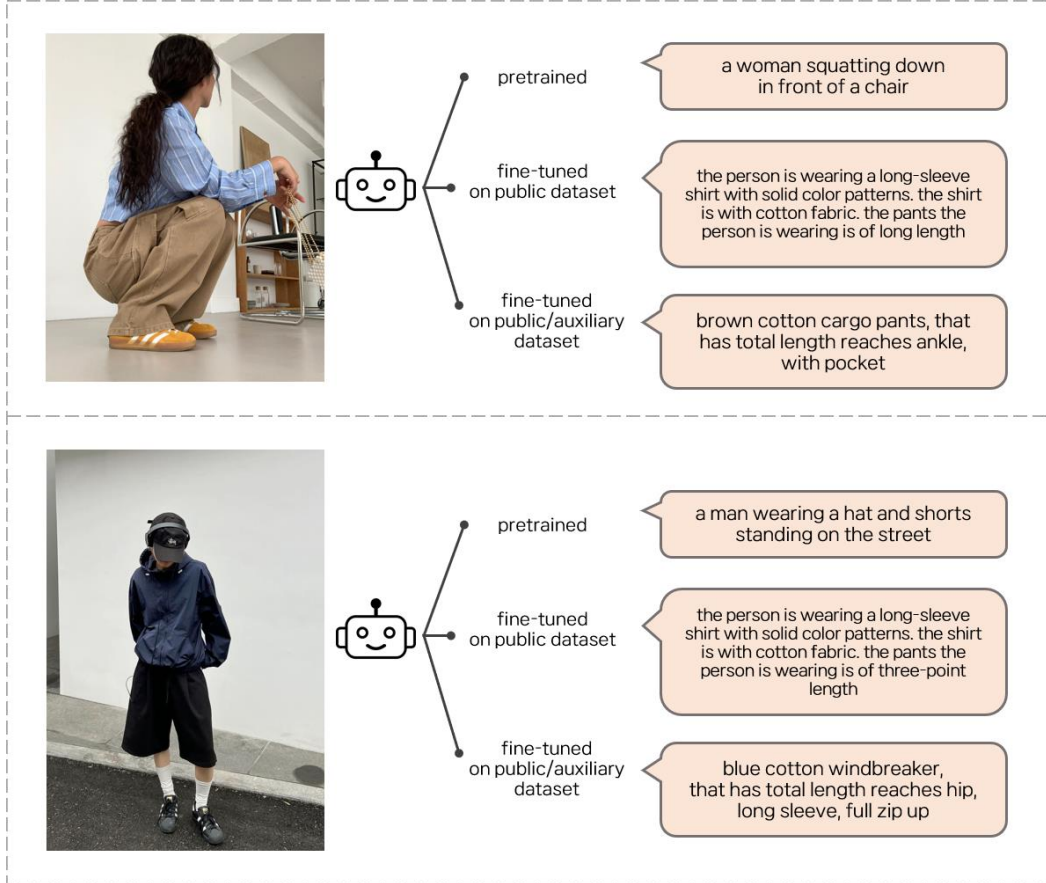 pretrained
a woman squatting down
in front of a chair
fine-tuned
on public dataset
the person is wearing a long-sleeve
shirt with solid color patterns. the shirt
is with cotton fabric. the pants the
person is wearing is of long length
fine-tuned
on public/auxiliary
dataset
brown cotton cargo pants, that
has total length reaches ankle,
with pocket
pretrained
a man wearing a hat and shorts
standing on the street
fine-tuned
on public dataset
the person is wearing a long-sleeve
shirt with solid color patterns. the shirt
is with cotton fabric. the pants the
person is wearing is of three-point
length
fine-tuned
on public/auxiliary
dataset
blue cotton windbreaker,
that has total length reaches hip,
long sleeve, full zip up